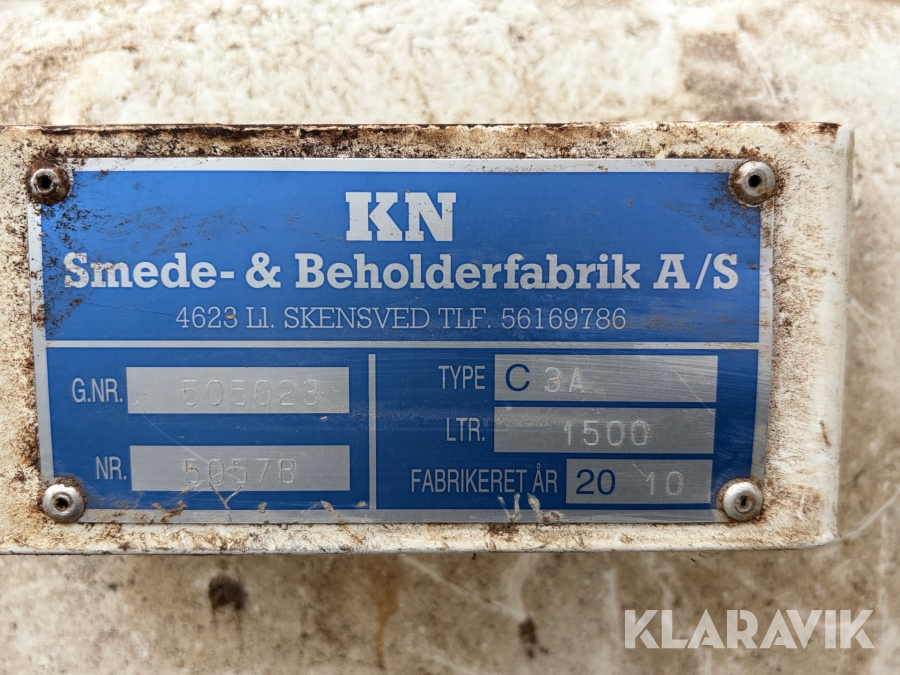 KN
Smede- & Beholderfabrik A/S
4623 Ll. SKENSVED TLF. 56169786
G.NR. 505023
NR. 50578
TYPE C 3A
LTR. 1500
FABRIKERET ÅR 20 10
KLARAVIK